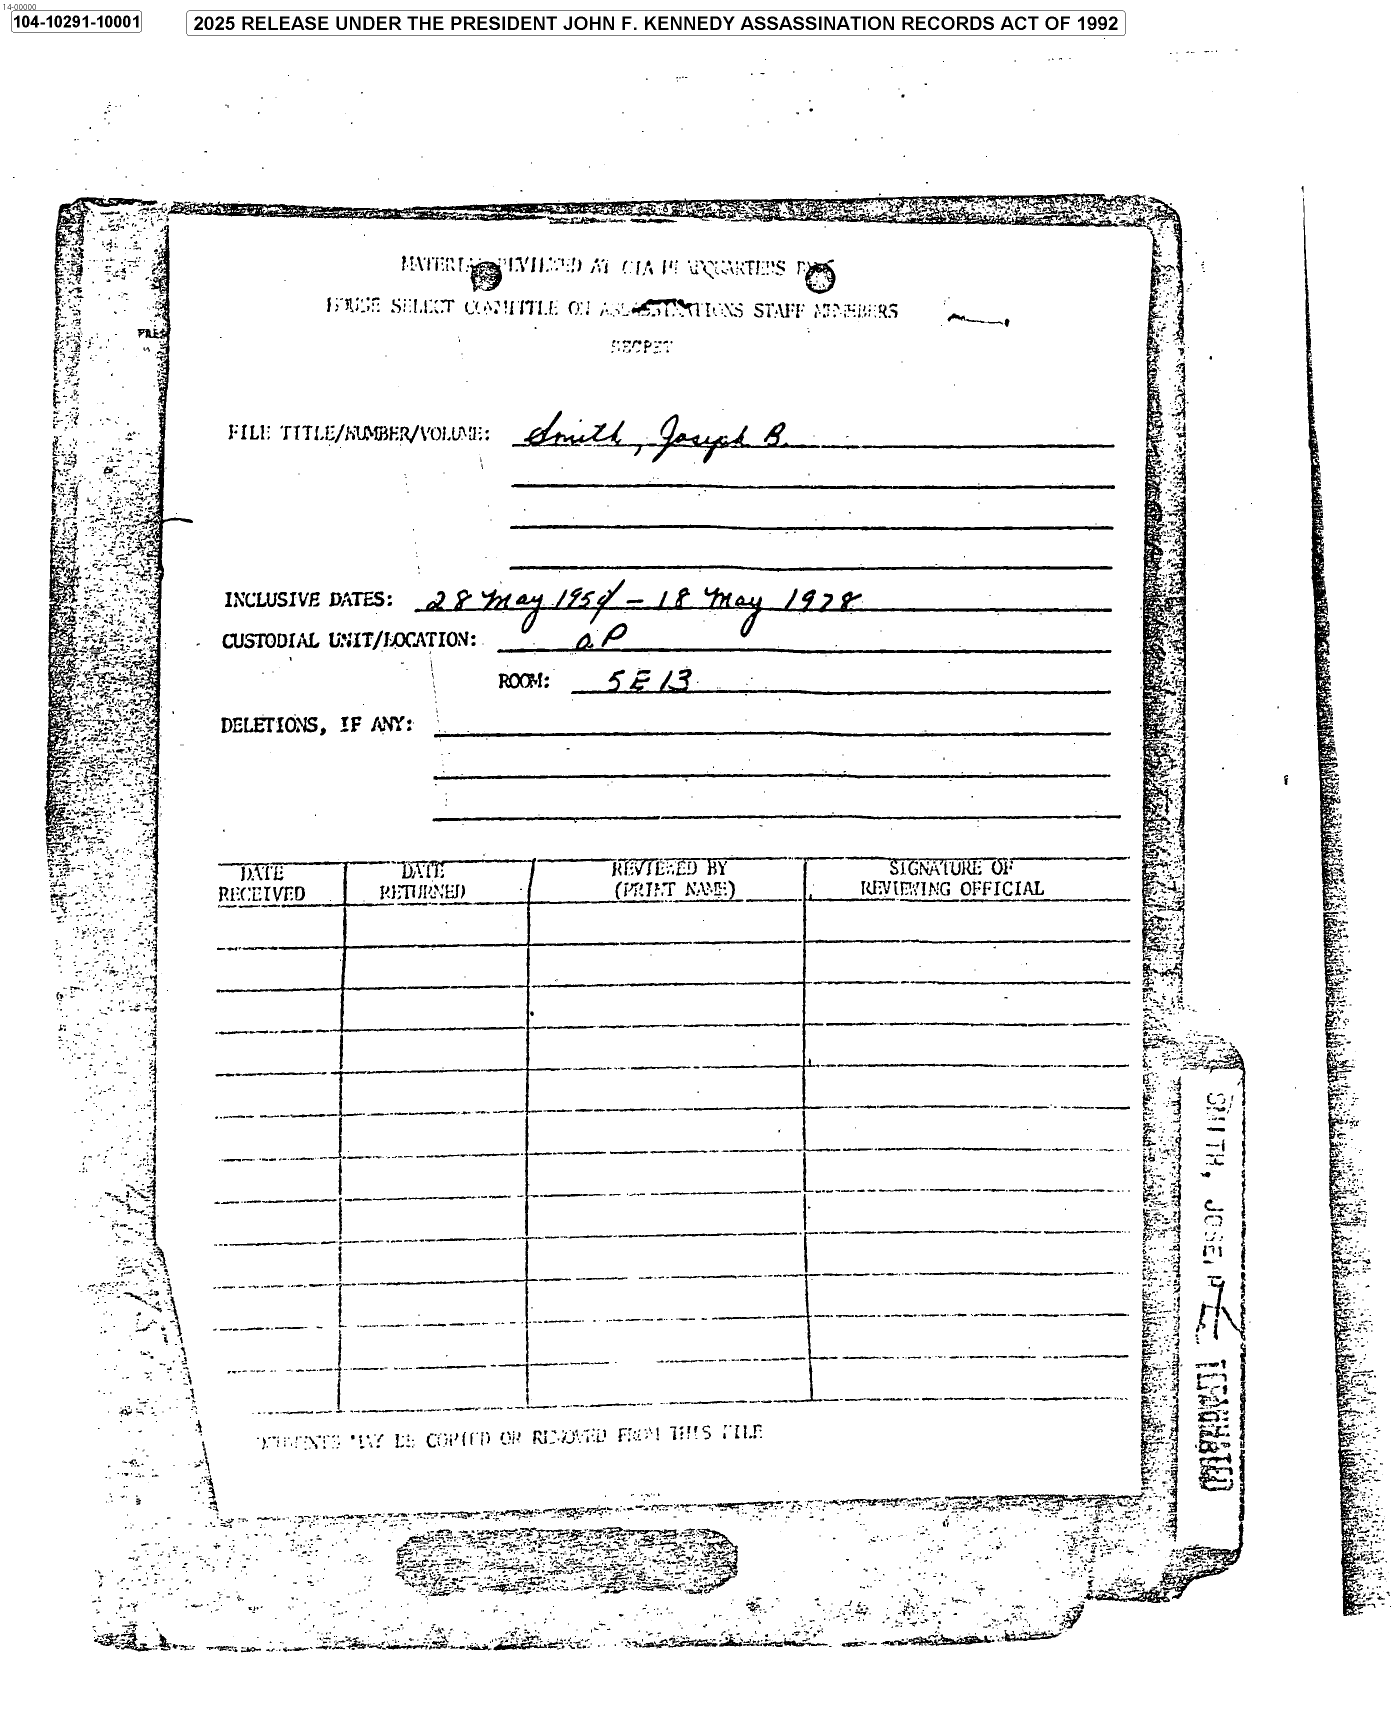 14-00000
104-10291-10001
2025 RELEASE UNDER THE PRESIDENT JOHN F. KENNEDY ASSASSINATION RECORDS ACT OF 1992
MATERIAL REVIEWED AT CIA HEADQUARTERS BY
HOUSE SELECT COMMITTEE ON ASSASSINATIONS STAFF MEMBERS
SECRET
FILE TITLE/NUMBER/VOLUME: Smith, Joseph B.
INCLUSIVE DATES: 28 May 1954 - 18 May 1978
CUSTODIAL UNIT/LOCATION: OP
ROOM: 5E13
DELETIONS, IF ANY:
DATE RECEIVED DATE RETURNED REVIEWED BY (PRINT NAME) SIGNATURE OF REVIEWING OFFICIAL
MAY BE COPIED OR REMOVED FROM THIS FILE
SMITH, JOSEPH